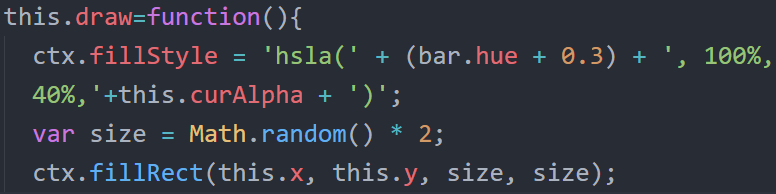 this.draw=function(){
ctx.fillStyle = 'hsla(' + (bar.hue + 0.3) + ', 100%,
40%,'+this.curAlpha + ')';
var size = Math.random() * 2;
ctx.fillRect(this.x, this.y, size, size);